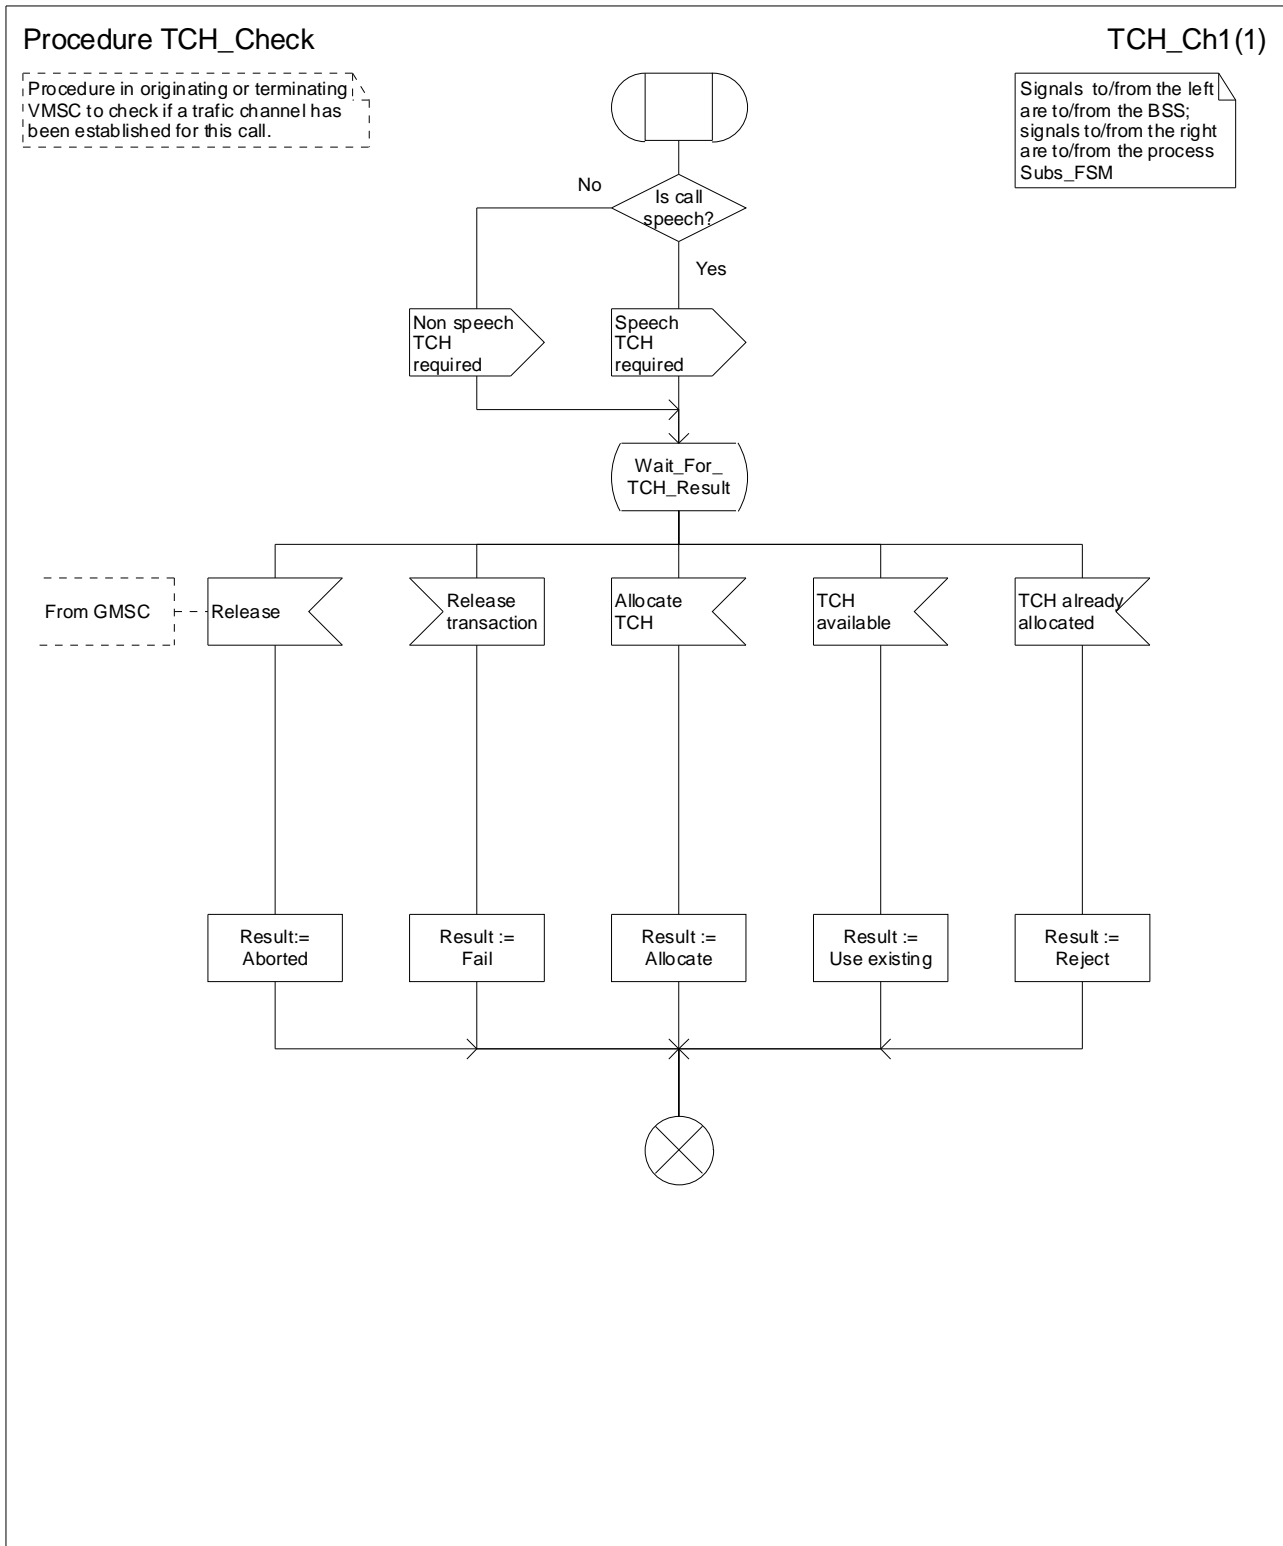 Procedure TCH_Check
TCH_Ch1(1)
Procedure in originating or terminating
VMSC to check if a trafic channel has
been established for this call.
Signals to/from the left
are to/from the BSS;
signals to/from the right
are to/from the process
Subs_FSM
No
Is call
speech?
Yes
Non speech
TCH
required
Speech
TCH
required
Wait_For_
TCH_Result
From GMSC
Release
Release
transaction
Allocate
TCH
TCH
available
TCH already
allocated
Result:=
Aborted
Result :=
Fail
Result :=
Allocate
Result :=
Use existing
Result :=
Reject